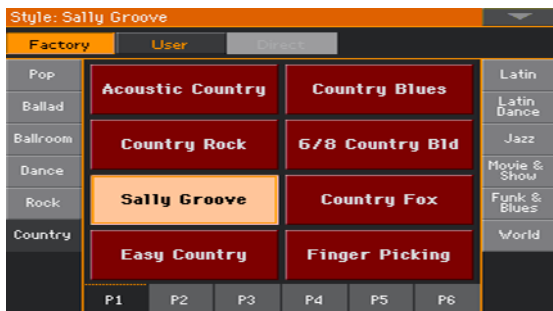 Style: Sally Groove
Factory User Direct
Pop
Ballad
Ballroom
Dance
Rock
Country
Acoustic Country
Country Blues
Country Rock
6/8 Country Bld
Sally Groove
Country Fox
Easy Country
Finger Picking
Latin
Latin
Dance
Jazz
Movie &
Show
Funk &
Blues
World
P1 P2 P3 P4 P5 P6